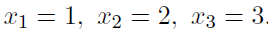 x₁ = 1, x₂ = 2, x₃ = 3.